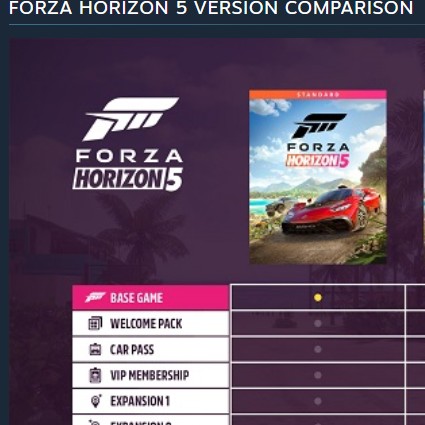 FORZA HORIZON 5 VERSION COMPARISON
STANDARD
FORZA
HORIZON 5
FORZA
HORIZON 5
BASE GAME
WELCOME PACK
CAR PASS
VIP MEMBERSHIP
EXPANSION 1